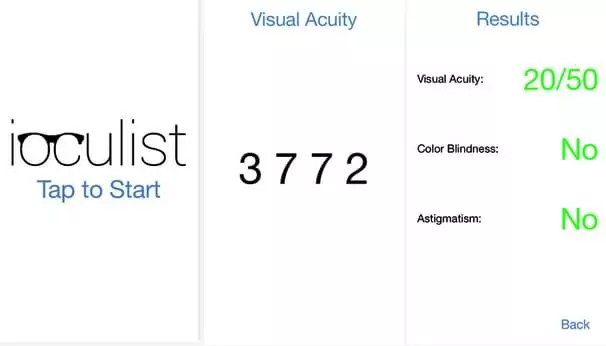 ioculist
Tap to Start
Visual Acuity
3 7 7 2
Results
Visual Acuity: 20/50
Color Blindness: No
Astigmatism: No
Back